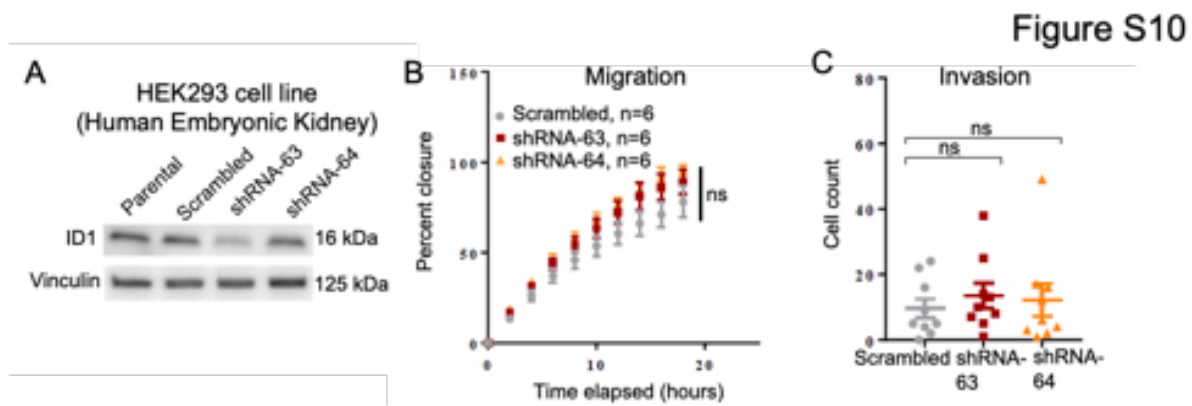 Figure S10
A
HEK293 cell line
(Human Embryonic Kidney)
Parental
Scrambled
shRNA-63
shRNA-64
ID1
16 kDa
Vinculin
125 kDa
B
Migration
Percent closure
150
100
50
0
Scrambled, n=6
shRNA-63, n=6
shRNA-64, n=6
ns
0
10
20
Time elapsed (hours)
C
Invasion
Cell count
80
60
40
20
0
ns
ns
Scrambled shRNA- shRNA-
63 64